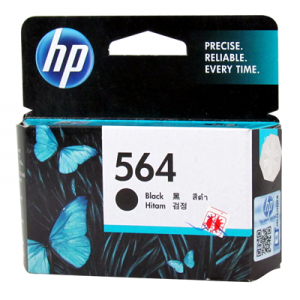 hp
PRECISE.
RELIABLE.
EVERY TIME.
564
Black 黑 สีดำ
Hitam 검정